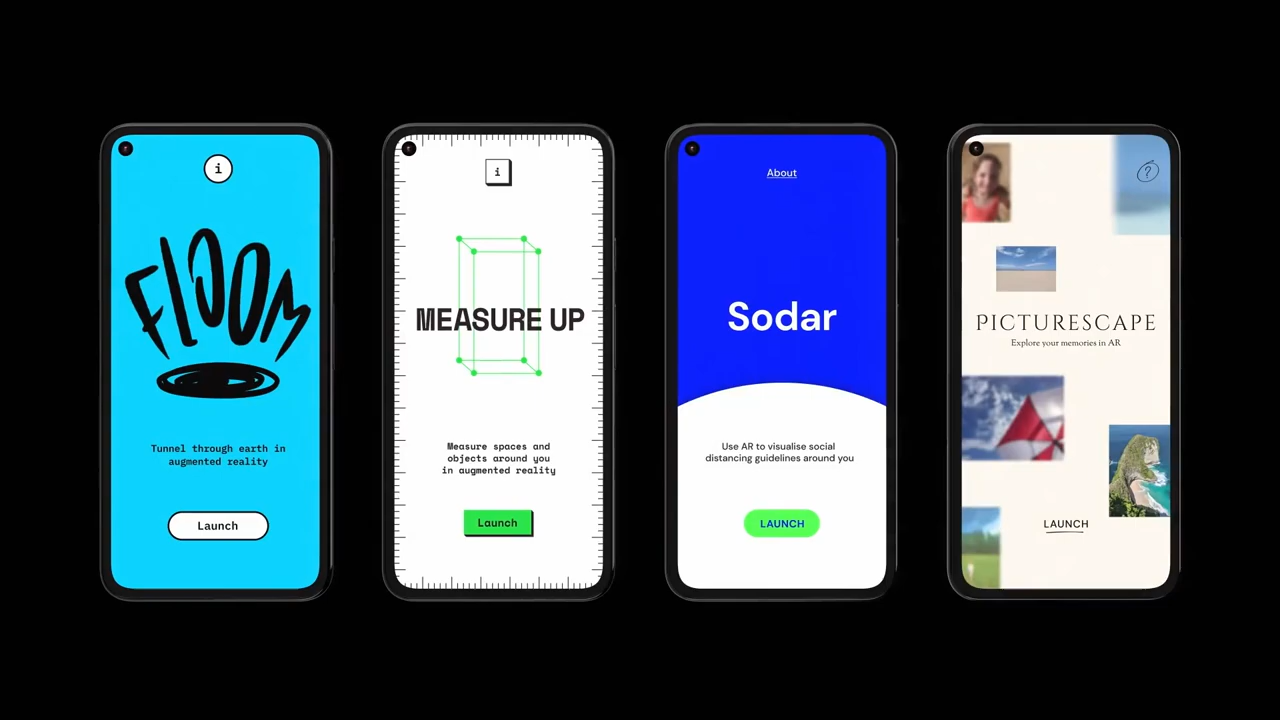 i
FLOOM
Tunnel through earth in
augmented reality
Launch
i
MEASURE UP
Measure spaces and
objects around you
in augmented reality
Launch
About
Sodar
Use AR to visualise social
distancing guidelines around you
LAUNCH
?
PICTURESCAPE
Explore your memories in AR
LAUNCH